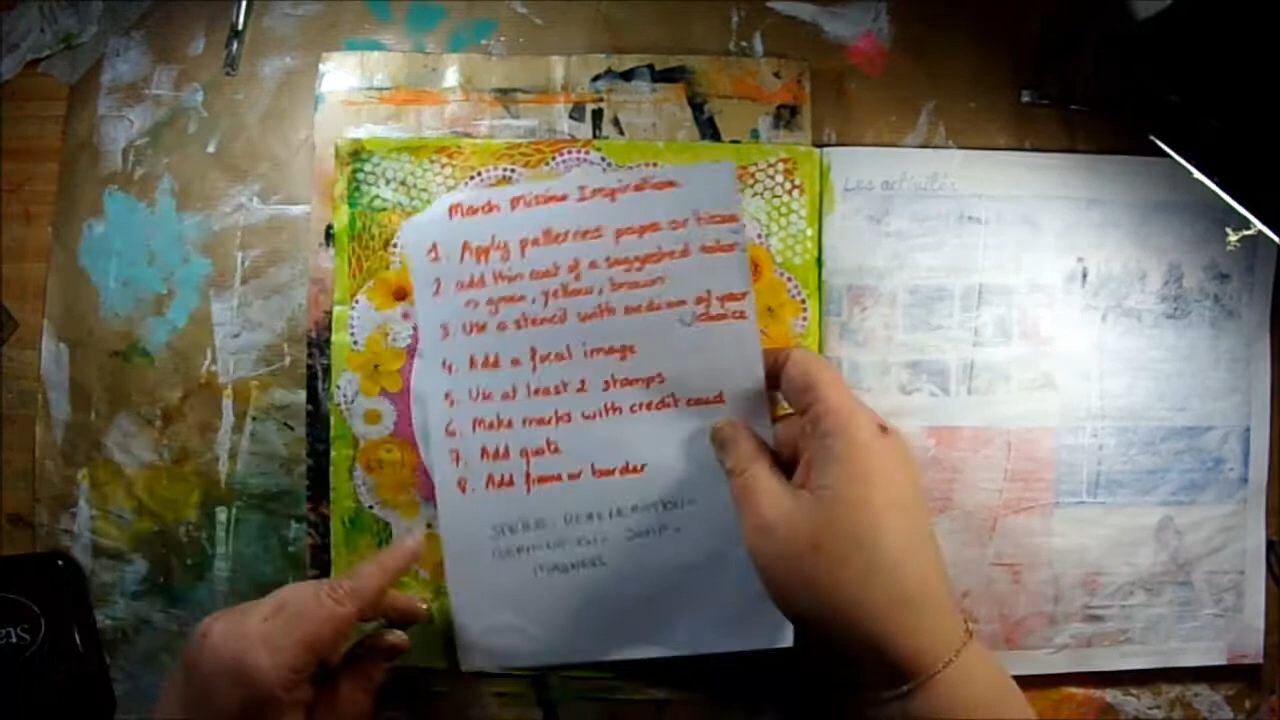 March Mission Inspiration
1. Apply patterned paper or tissue
2. add thin coat of a suggested color
→ green, yellow, brown
3. Use a stencil with medium of your
choice
4. Add a focal image
5. Use at least 2 stamps
6. Make marks with credit card
7. Add quote
8. Add frame or border
MADNESS
Les activités
Sta